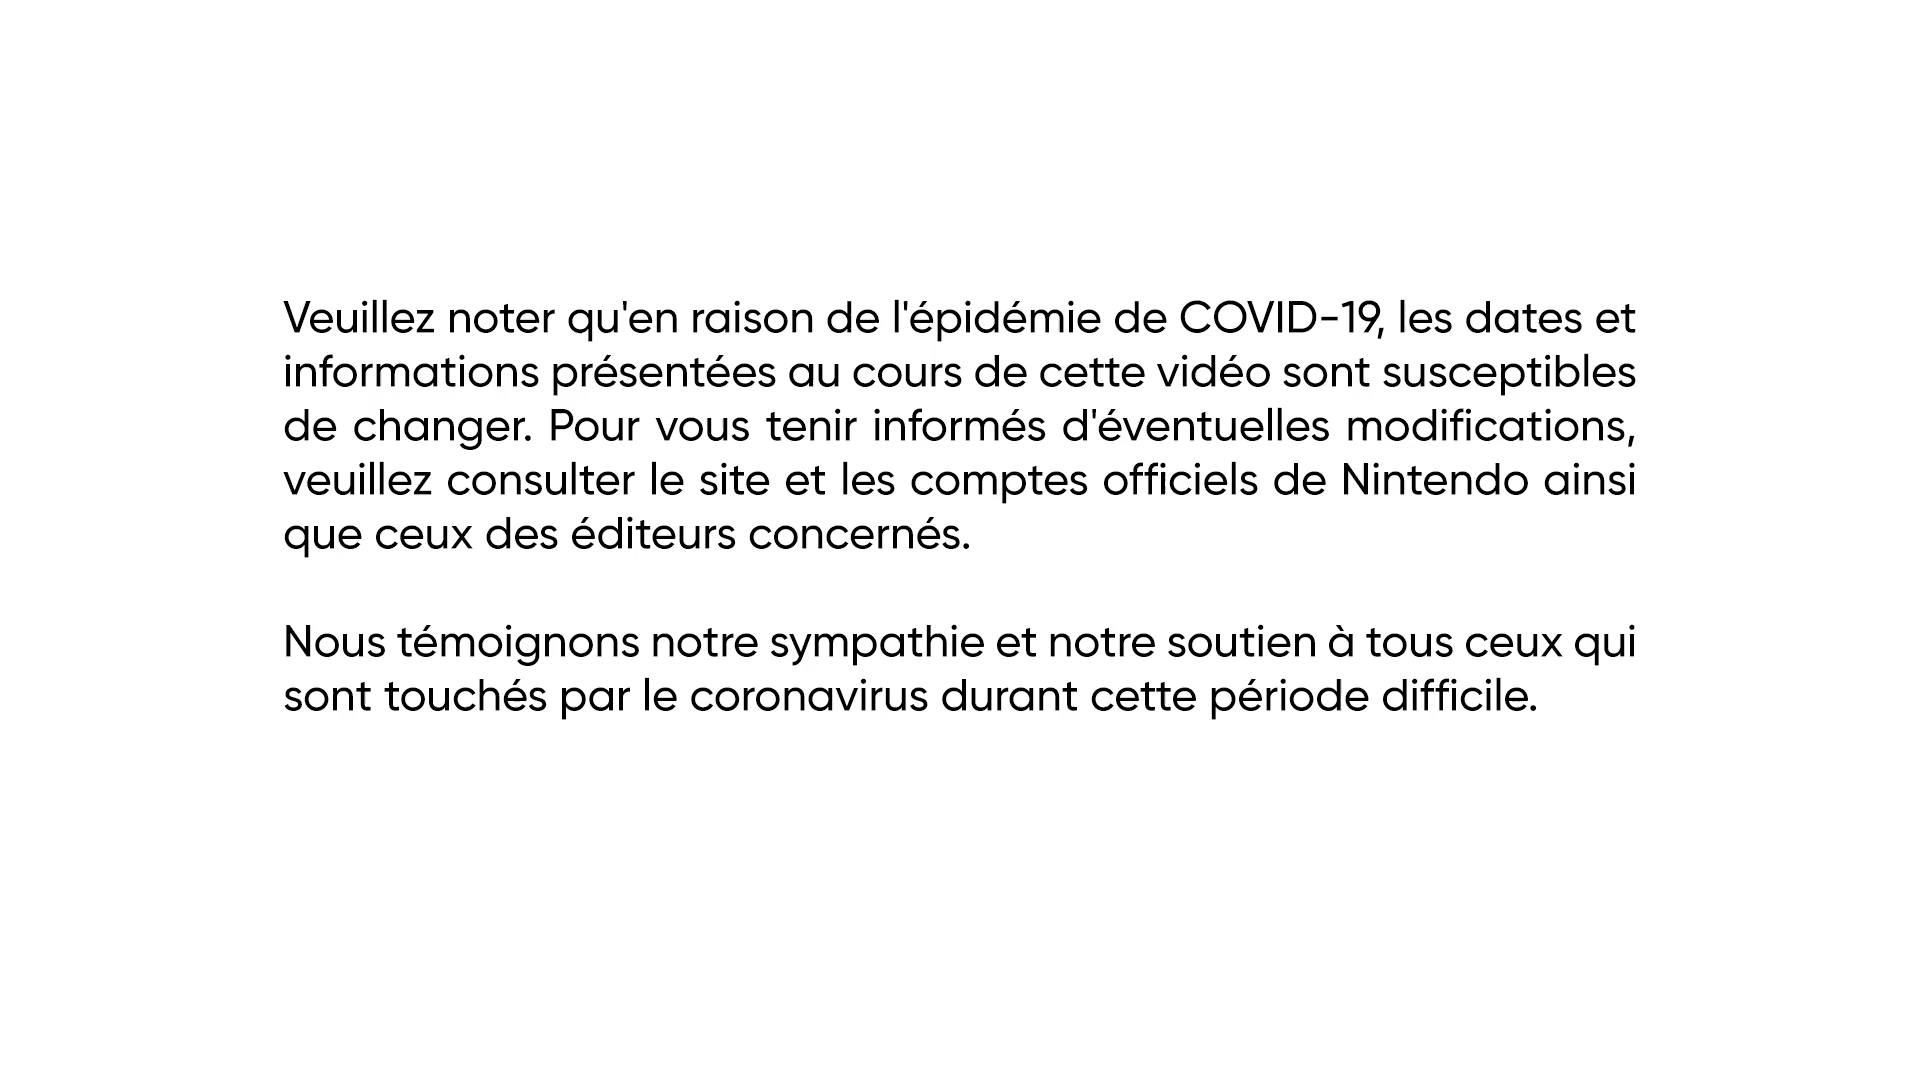 Veuillez noter qu'en raison de l'épidémie de COVID-19, les dates et
informations présentées au cours de cette vidéo sont susceptibles
de changer. Pour vous tenir informés d'éventuelles modifications,
veuillez consulter le site et les comptes officiels de Nintendo ainsi
que ceux des éditeurs concernés.
Nous témoignons notre sympathie et notre soutien à tous ceux qui
sont touchés par le coronavirus durant cette période difficile.